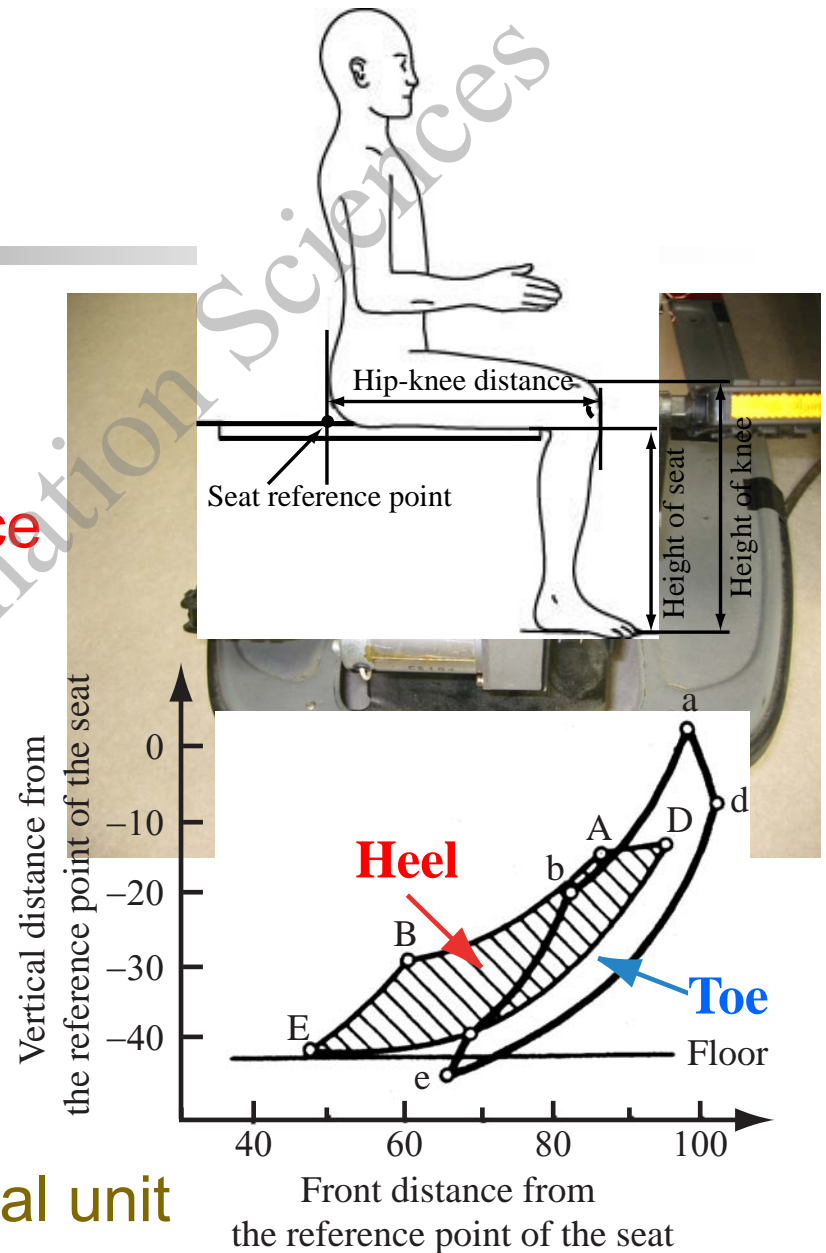 Sciences
Hip-knee distance
Seat reference point
Height of seat
Height of knee
Vertical distance from
the reference point of the seat
0
−10
−20
−30
−40
a
d
A
D
b
Heel
B
Toe
E
Floor
e
40
60
80
100
al unit
Front distance from
the reference point of the seat